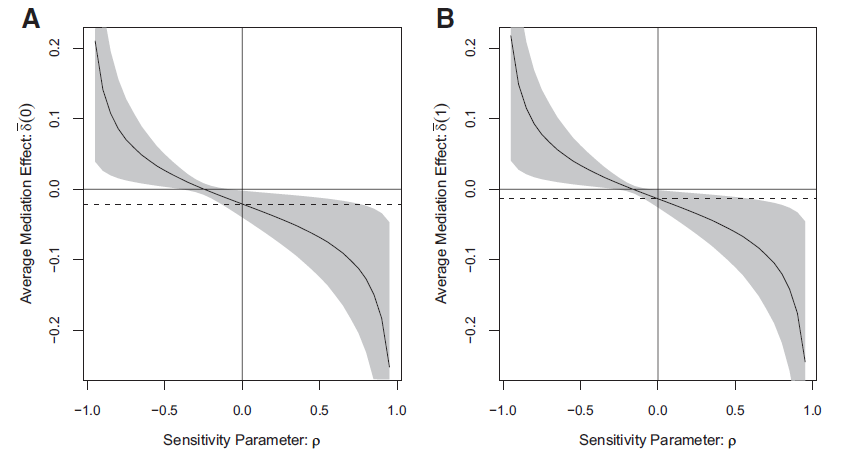 A
Average Mediation Effect: δ̄(0)
0.2
0.1
0.0
−0.1
−0.2
−1.0 −0.5 0.0 0.5 1.0
Sensitivity Parameter: ρ
B
Average Mediation Effect: δ̄(1)
0.2
0.1
0.0
−0.1
−0.2
−1.0 −0.5 0.0 0.5 1.0
Sensitivity Parameter: ρ